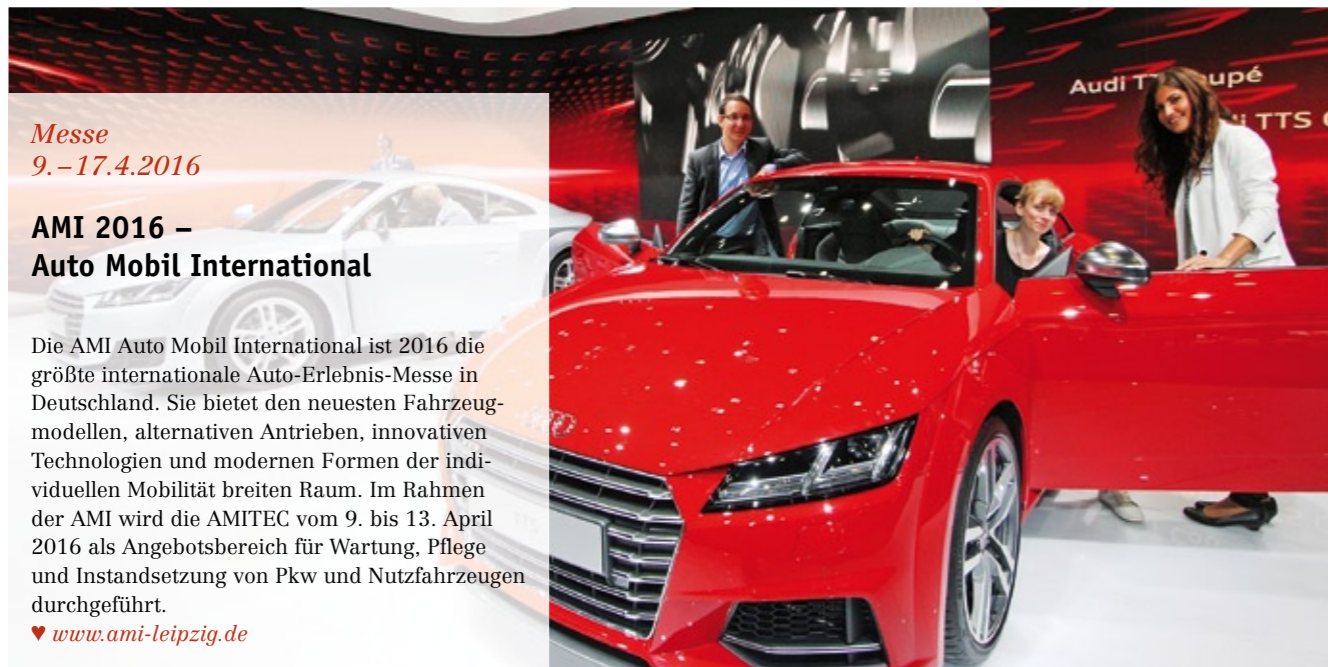 Messe
9.–17.4.2016
AMI 2016 –
Auto Mobil International
Die AMI Auto Mobil International ist 2016 die
größte internationale Auto-Erlebnis-Messe in
Deutschland. Sie bietet den neuesten Fahrzeug-
modellen, alternativen Antrieben, innovativen
Technologien und modernen Formen der indi-
viduellen Mobilität breiten Raum. Im Rahmen
der AMI wird die AMITEC vom 9. bis 13. April
2016 als Angebotsbereich für Wartung, Pflege
und Instandsetzung von Pkw und Nutzfahrzeugen
durchgeführt.
♥ www.ami-leipzig.de
Audi
TTS